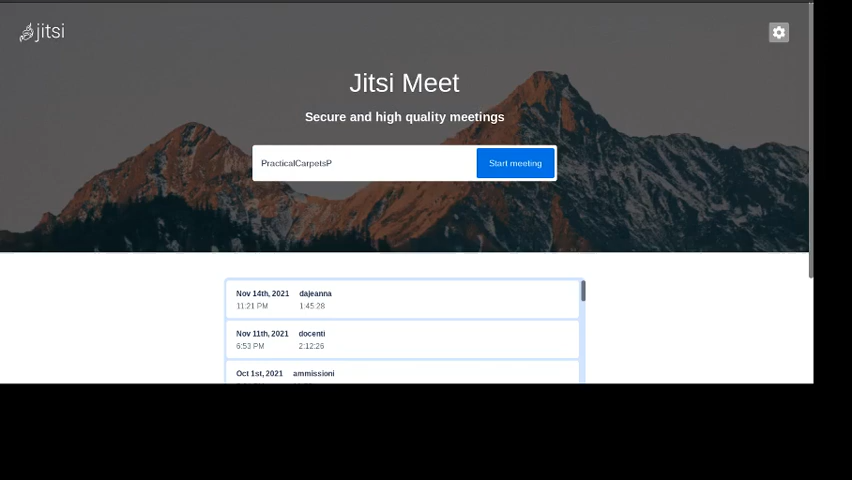 jitsi
Jitsi Meet
Secure and high quality meetings
PracticalCarpetsP
Start meeting
Nov 14th, 2021 dajeanna
11:21 PM 1:45:28
Nov 11th, 2021 docenti
6:53 PM 2:12:26
Oct 1st, 2021 ammissioni